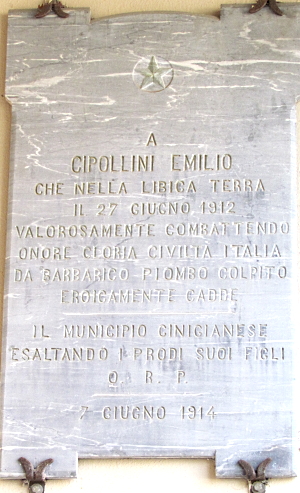 A
CIPOLLINI EMILIO
CHE NELLA LIBICA TERRA
IL 27 GIUGNO 1912
VALOROSAMENTE COMBATTENDO
ONORE GLORIA CIVILTÀ ITALIA
DA BARBARICO PIOMBO COLPITO
EROICAMENTE CADDE
IL MUNICIPIO CINIGIANESE
ESALTANDO I PRODI SUOI FIGLI
Q. R. P.
7 GIUGNO 1914